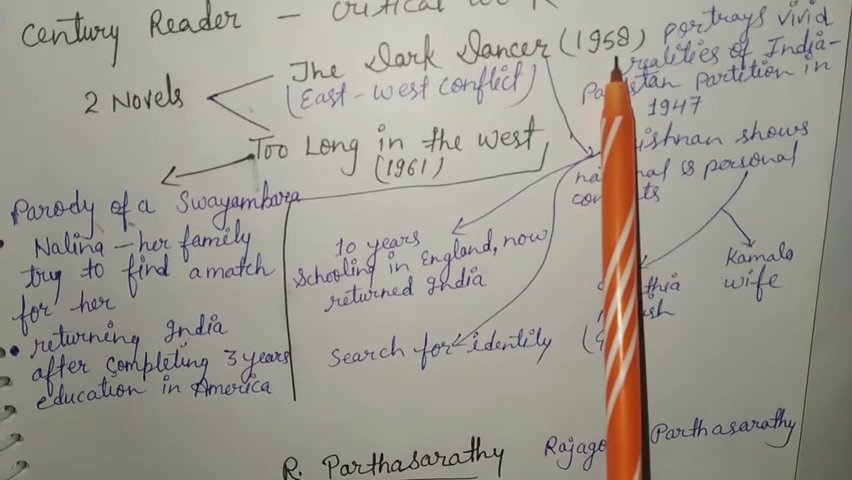 Century Reader – Critical
2 Novels
The Dark Dancer (1958)
(East-West conflict)
Too Long in the west
(1961)
portrays vivid
realities of India-
Partition in
1947
shows
is personal
Parody of a Swayambara
Nalina – her family
try to find a match
for her
• returning India
after completing 3 years
education in America
10 years
schooling in England, now
returned India
Search for identity
Kamala
wife
R. Parthasarathy
Parthasarathy